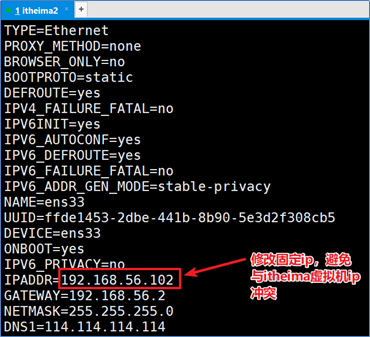 1 itheima2
TYPE=Ethernet
PROXY_METHOD=none
BROWSER_ONLY=no
BOOTPROTO=static
DEFROUTE=yes
IPV4_FAILURE_FATAL=no
IPV6INIT=yes
IPV6_AUTOCONF=yes
IPV6_DEFROUTE=yes
IPV6_FAILURE_FATAL=no
IPV6_ADDR_GEN_MODE=stable-privacy
NAME=ens33
UUID=ffde1453-2dbe-441b-8b90-5e3d2f308cb5
DEVICE=ens33
ONBOOT=yes
IPV6_PRIVACY=no
IPADDR=192.168.56.102
GATEWAY=192.168.56.2
NETMASK=255.255.255.0
DNS1=114.114.114.114
修改固定ip，避免
与itheima虚拟机ip
冲突